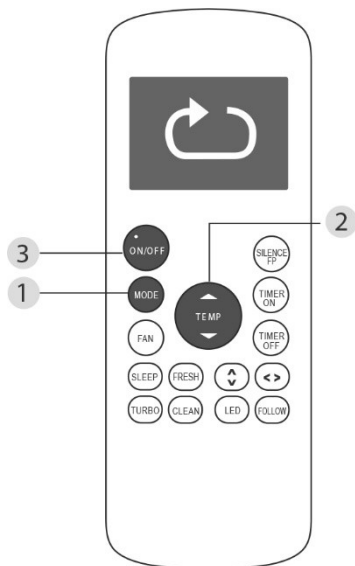 2
3
ON/OFF
SILENCE
FP
1
MODE
TEMP
TIMER
ON
FAN
TIMER
OFF
SLEEP
FRESH
TURBO
CLEAN
LED
FOLLOW